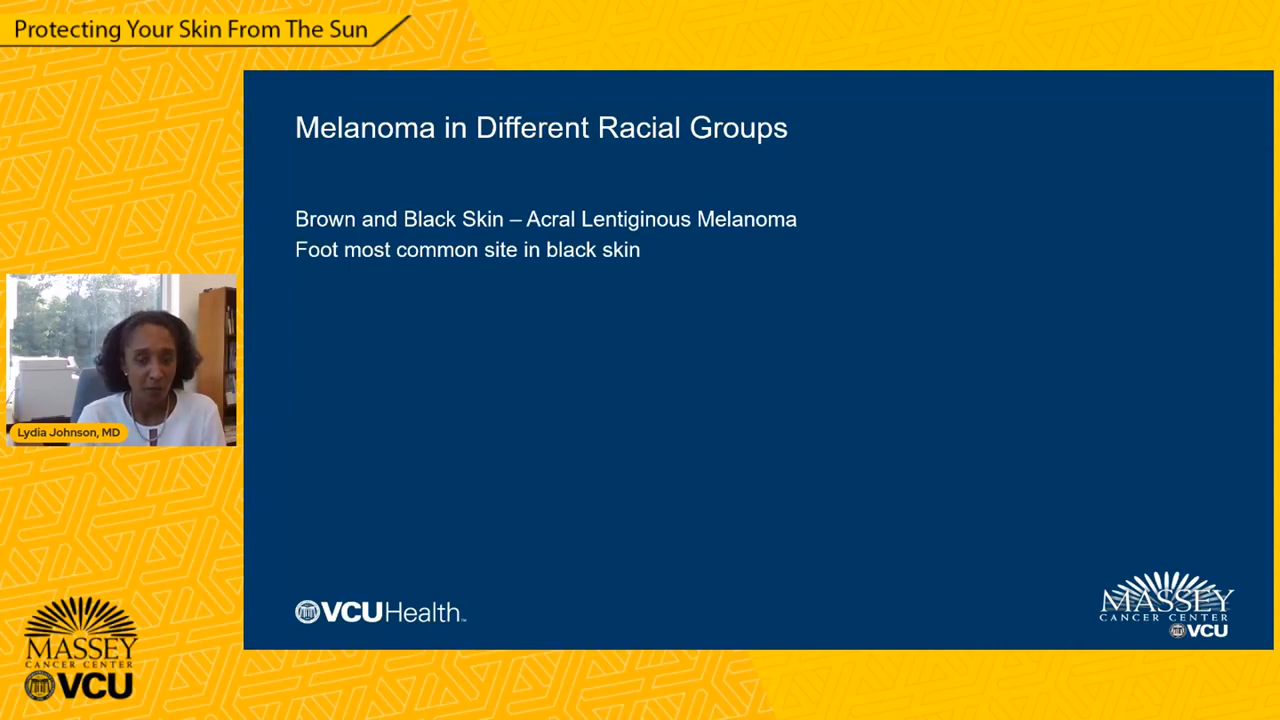 Protecting Your Skin From The Sun
Melanoma in Different Racial Groups
Brown and Black Skin – Acral Lentiginous Melanoma
Foot most common site in black skin
Lydia Johnson, MD
VCUHealth™
MASSEY
CANCER CENTER
VCU
MASSEY
CANCER CENTER
VCU